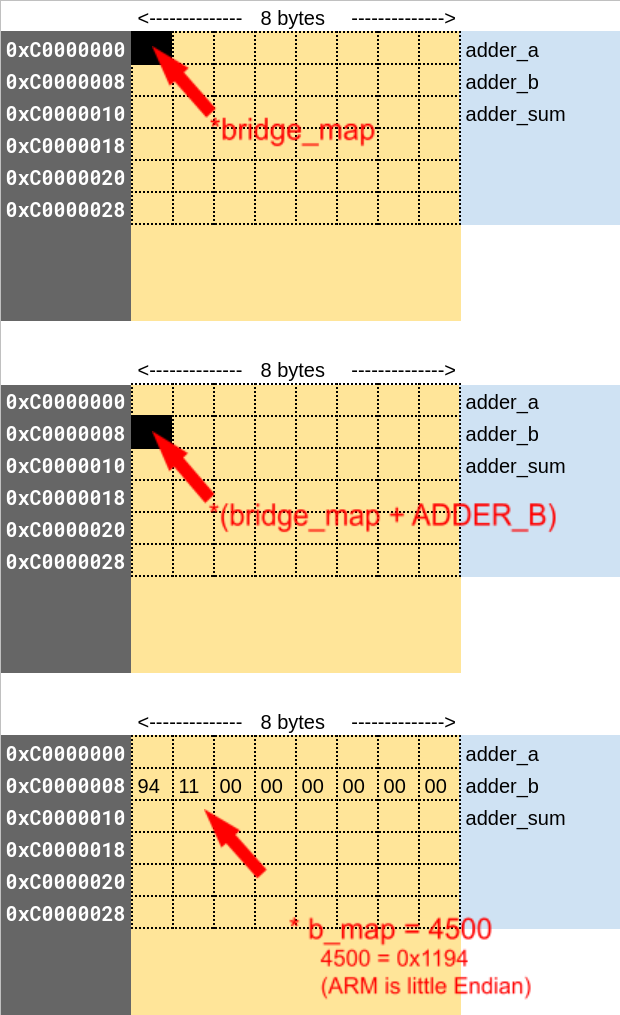 <-------------- 8 bytes -------------->
0xC0000000 adder_a
0xC0000008 adder_b
0xC0000010 adder_sum
*bridge_map
0xC0000018
0xC0000020
0xC0000028
<-------------- 8 bytes -------------->
0xC0000000 adder_a
0xC0000008 adder_b
0xC0000010 adder_sum
0xC0000018
*(bridge_map + ADDER_B)
0xC0000020
0xC0000028
<-------------- 8 bytes -------------->
0xC0000000 adder_a
0xC0000008 94 11 00 00 00 00 00 00 adder_b
0xC0000010 adder_sum
0xC0000018
0xC0000020
0xC0000028
* b_map = 4500
4500 = 0x1194
(ARM is little Endian)